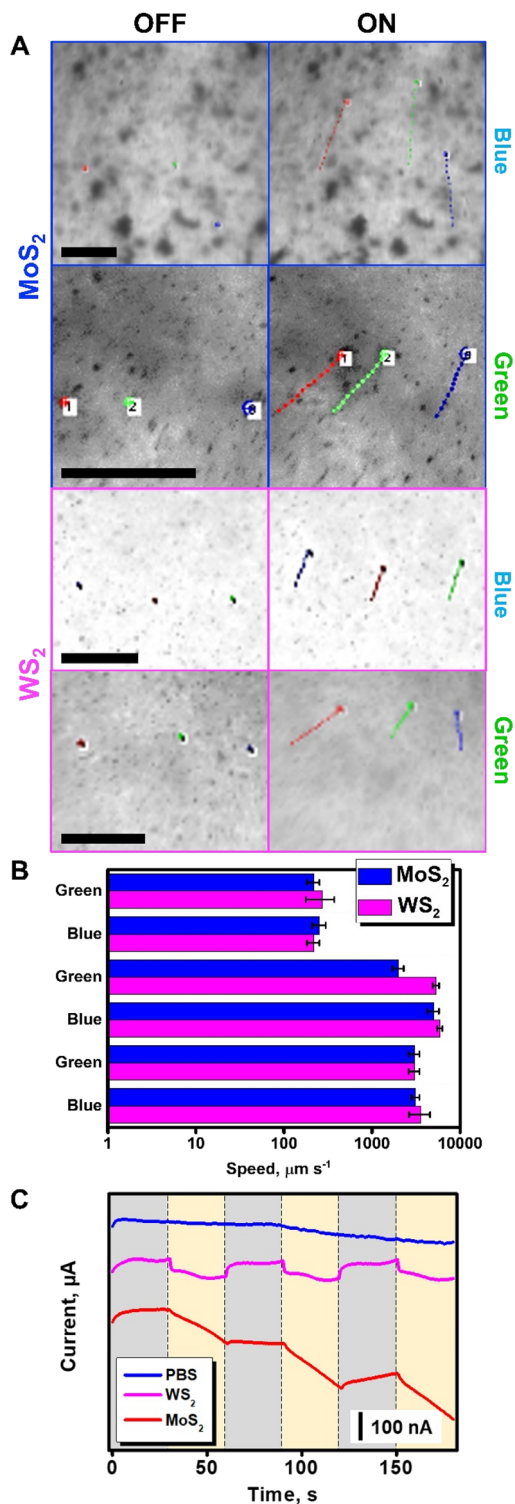 OFF ON
A
MoS2
Blue
1 2 1 2
Green
WS2
Blue
Green
B
MoS2
WS2
Green
Blue
Green
Blue
Green
Blue
1 10 100 1000 10000
Speed, μm s-1
C
Current, μA
PBS
WS2
MoS2
100 nA
0 50 100 150
Time, s